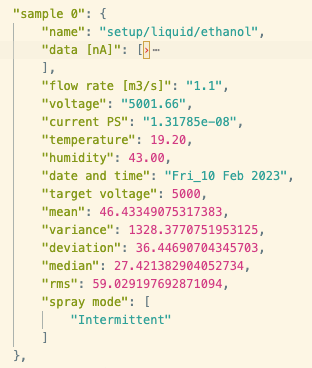 "sample 0": {
"name": "setup/liquid/ethanol",
"data [nA]": [›⋯
],
"flow rate [m3/s]": "1.1",
"voltage": "5001.66",
"current PS": "1.31785e-08",
"temperature": 19.20,
"humidity": 43.00,
"date and time": "Fri_10 Feb 2023",
"target voltage": 5000,
"mean": 46.43349075317383,
"variance": 1328.3770751953125,
"deviation": 36.44690704345703,
"median": 27.421382904052734,
"rms": 59.029197692871094,
"spray mode": [
"Intermittent"
]
},